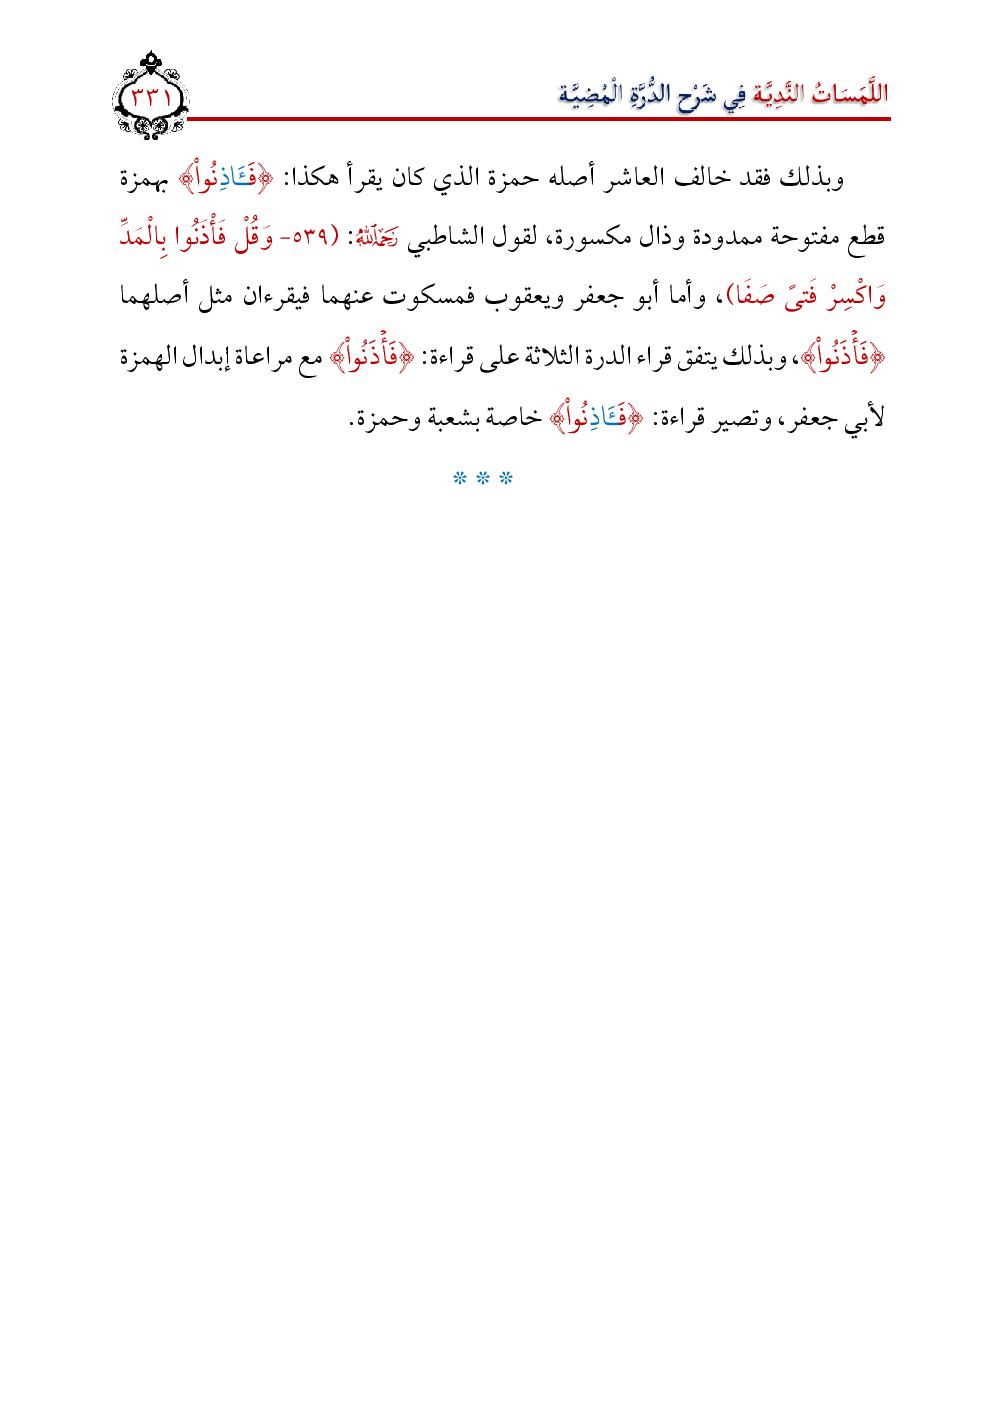 اللَّمَسَاتُ النَّدِيَّة فِي شَرْح الدُّرَّةِ الْمُضِيَّة
٣٣١
وبذلك فقد خالف العاشر أصله حمزة الذي كان يقرأ هكذا: ﴿فَـَٔاذِنُواْ﴾ بهمزة
قطع مفتوحة ممدودة وذال مكسورة، لقول الشاطبي رَحِمَهُ ٱللَّهُ: (٥٣٩- وَقُلْ فَأْذَنُوا بِالْمَدِّ
وَاكْسِرْ فَتىً صَفَا)، وأما أبو جعفر ويعقوب فمسكوت عنهما فيقرءان مثل أصلهما
﴿فَأْذَنُواْ﴾، وبذلك يتفق قراء الدرة الثلاثة على قراءة: ﴿فَأْذَنُواْ﴾ مع مراعاة إبدال الهمزة
لأبي جعفر، وتصير قراءة: ﴿فَـَٔاذِنُواْ﴾ خاصة بشعبة وحمزة.
* * *